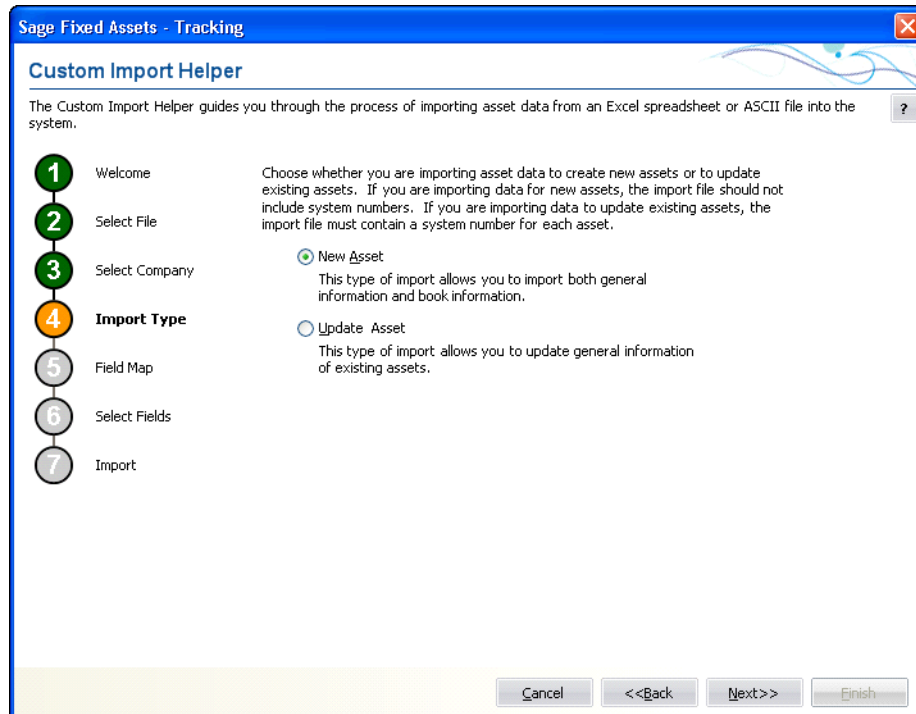 Sage Fixed Assets - Tracking
Custom Import Helper
The Custom Import Helper guides you through the process of importing asset data from an Excel spreadsheet or ASCII file into the
system.
?
1
Welcome
2
Select File
3
Select Company
4
Import Type
5
Field Map
6
Select Fields
7
Import
Choose whether you are importing asset data to create new assets or to update
existing assets. If you are importing data for new assets, the import file should not
include system numbers. If you are importing data to update existing assets, the
import file must contain a system number for each asset.
New Asset
This type of import allows you to import both general
information and book information.
Update Asset
This type of import allows you to update general information
of existing assets.
Cancel
<<Back
Next>>
Finish